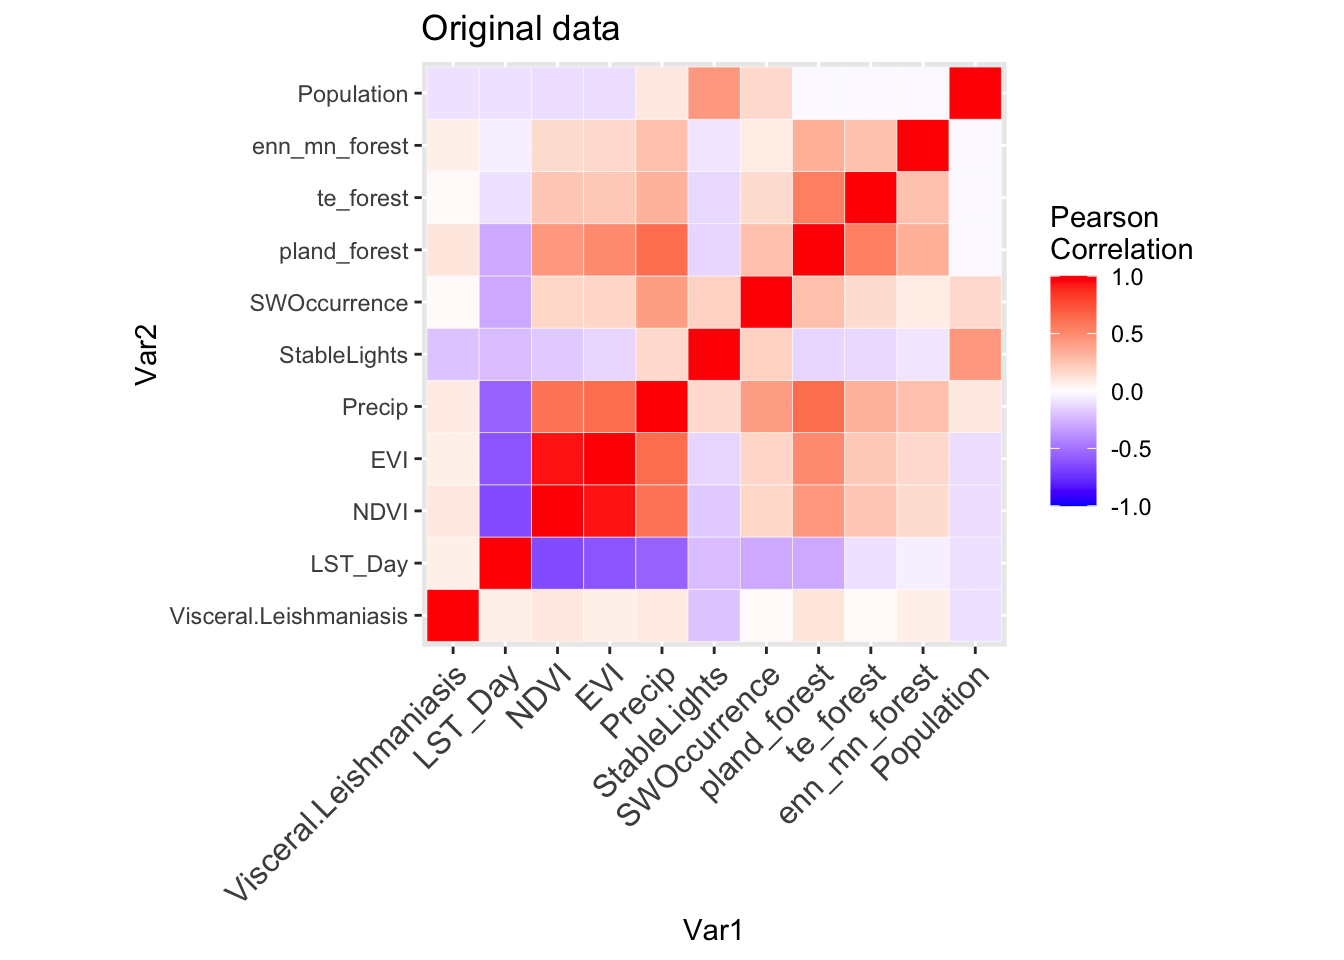 Original data
Population
enn_mn_forest
te_forest
pland_forest
SWOccurrence
StableLights
Precip
EVI
NDVI
LST_Day
Visceral.Leishmaniasis
Var2
Visceral.Leishmaniasis
LST_Day
NDVI
EVI
Precip
StableLights
SWOccurrence
pland_forest
te_forest
enn_mn_forest
Population
Var1
Pearson
Correlation
1.0
0.5
0.0
-0.5
-1.0